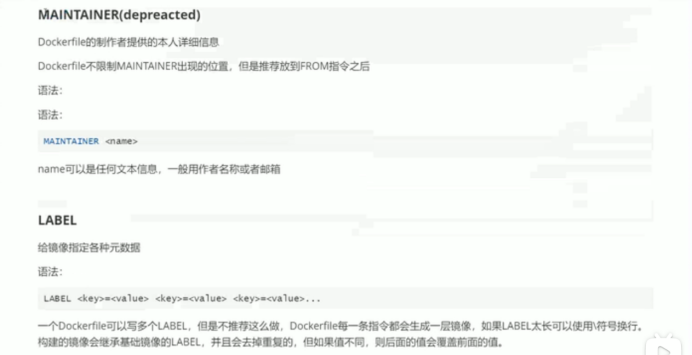 MAINTAINER(depreacted)
Dockerfile的制作者提供的本人详细信息
Dockerfile不限制MAINTAINER出现的位置，但是推荐放到FROM指令之后
语法：
语法：
MAINTAINER <name>
name可以是任何文本信息，一般用作者名称或者邮箱
LABEL
给镜像指定各种元数据
语法：
LABEL <key>=<value> <key>=<value> <key>=<value>...
一个Dockerfile可以写多个LABEL，但是不推荐这么做，Dockerfile每一条指令都会生成一层镜像，如果LABEL太长可以使用\符号换行。
构建的镜像会继承基础镜像的LABEL，并且会去掉重复的，但如果值不同，则后面的值会覆盖前面的值。